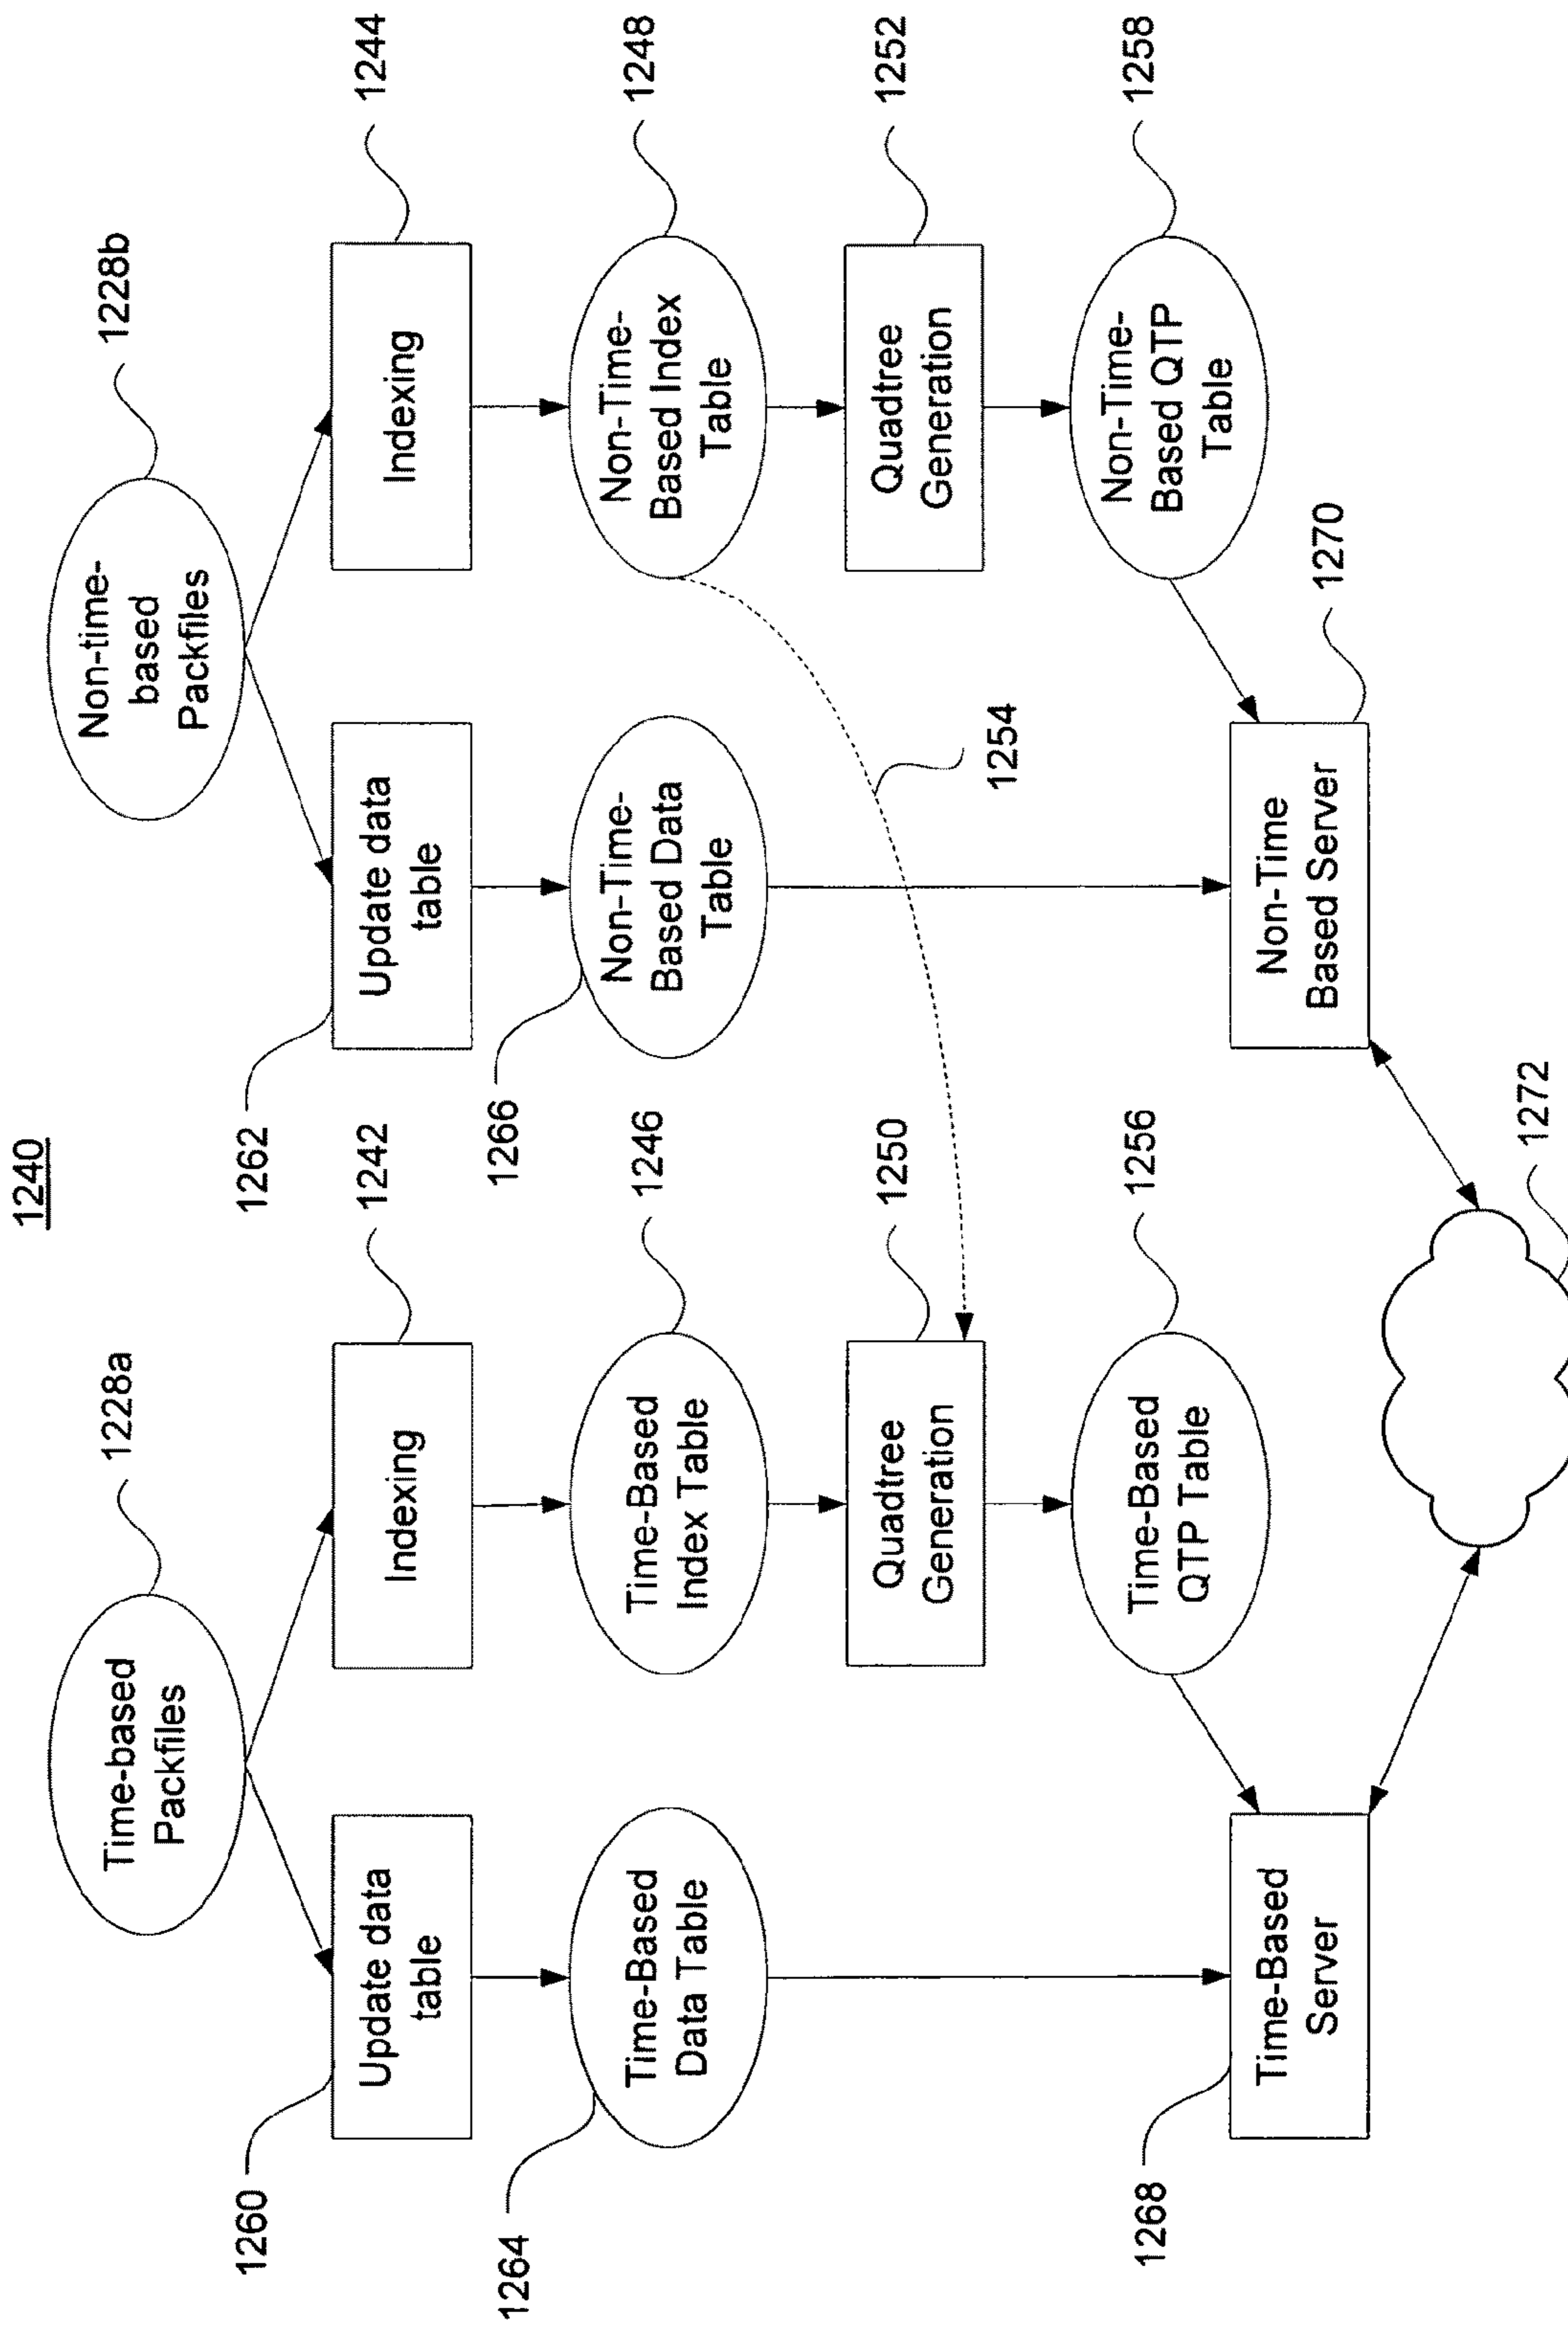 1240
1228a
Time-based
Packfiles
1228b
Non-time-
based
Packfiles
1260
Update data
table
1242
Indexing
1262
Update data
table
1244
Indexing
1264
Time-Based
Data Table
1246
Time-Based
Index Table
1266
Non-Time-
Based Data
Table
1248
Non-Time-
Based Index
Table
1250
Quadtree
Generation
1254
1252
Quadtree
Generation
1256
Time-Based
QTP Table
1258
Non-Time-
Based QTP
Table
1268
Time-Based
Server
1270
Non-Time
Based Server
1272